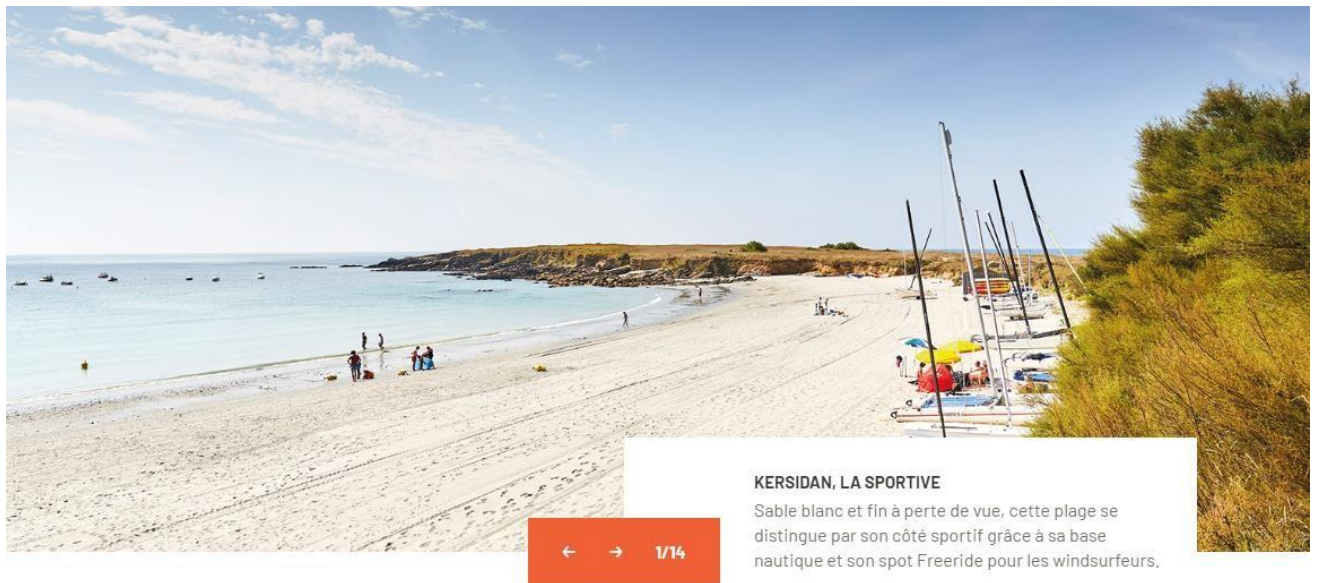 KERSIDAN, LA SPORTIVE
Sable blanc et fin à perte de vue, cette plage se
distingue par son côté sportif grâce à sa base
nautique et son spot Freeride pour les windsurfeurs.
← → 1/14